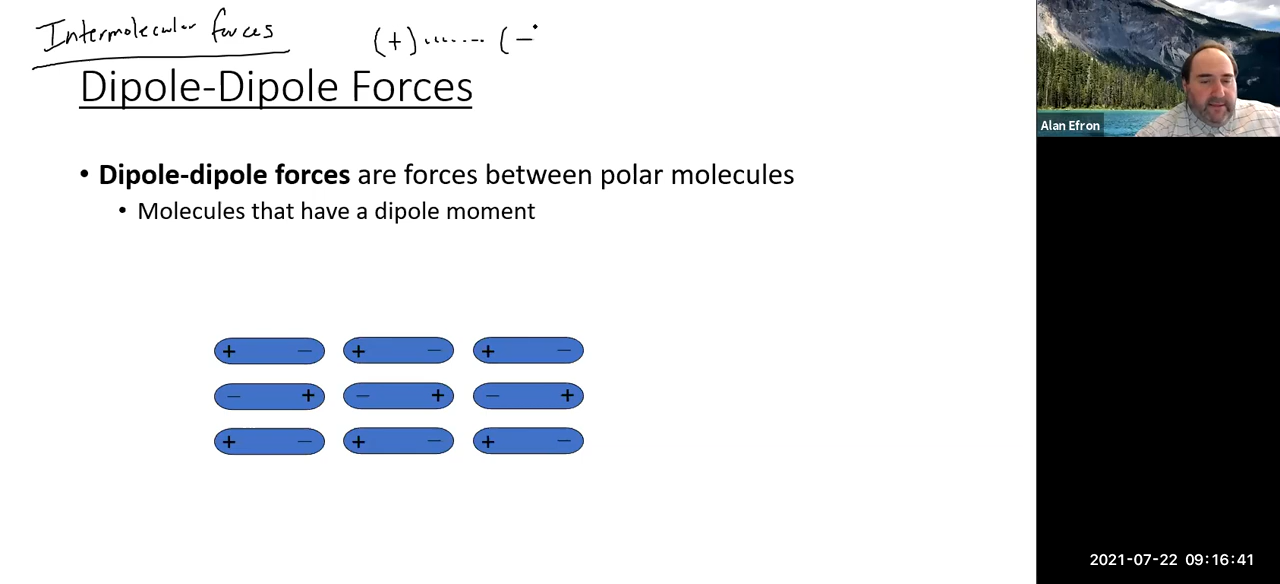 Intermolecular forces (+)....... (-
Dipole-Dipole Forces
• Dipole-dipole forces are forces between polar molecules
• Molecules that have a dipole moment
+ − + − + −
− + − + − +
+ − + − + −
Alan Efron
2021-07-22 09:16:41